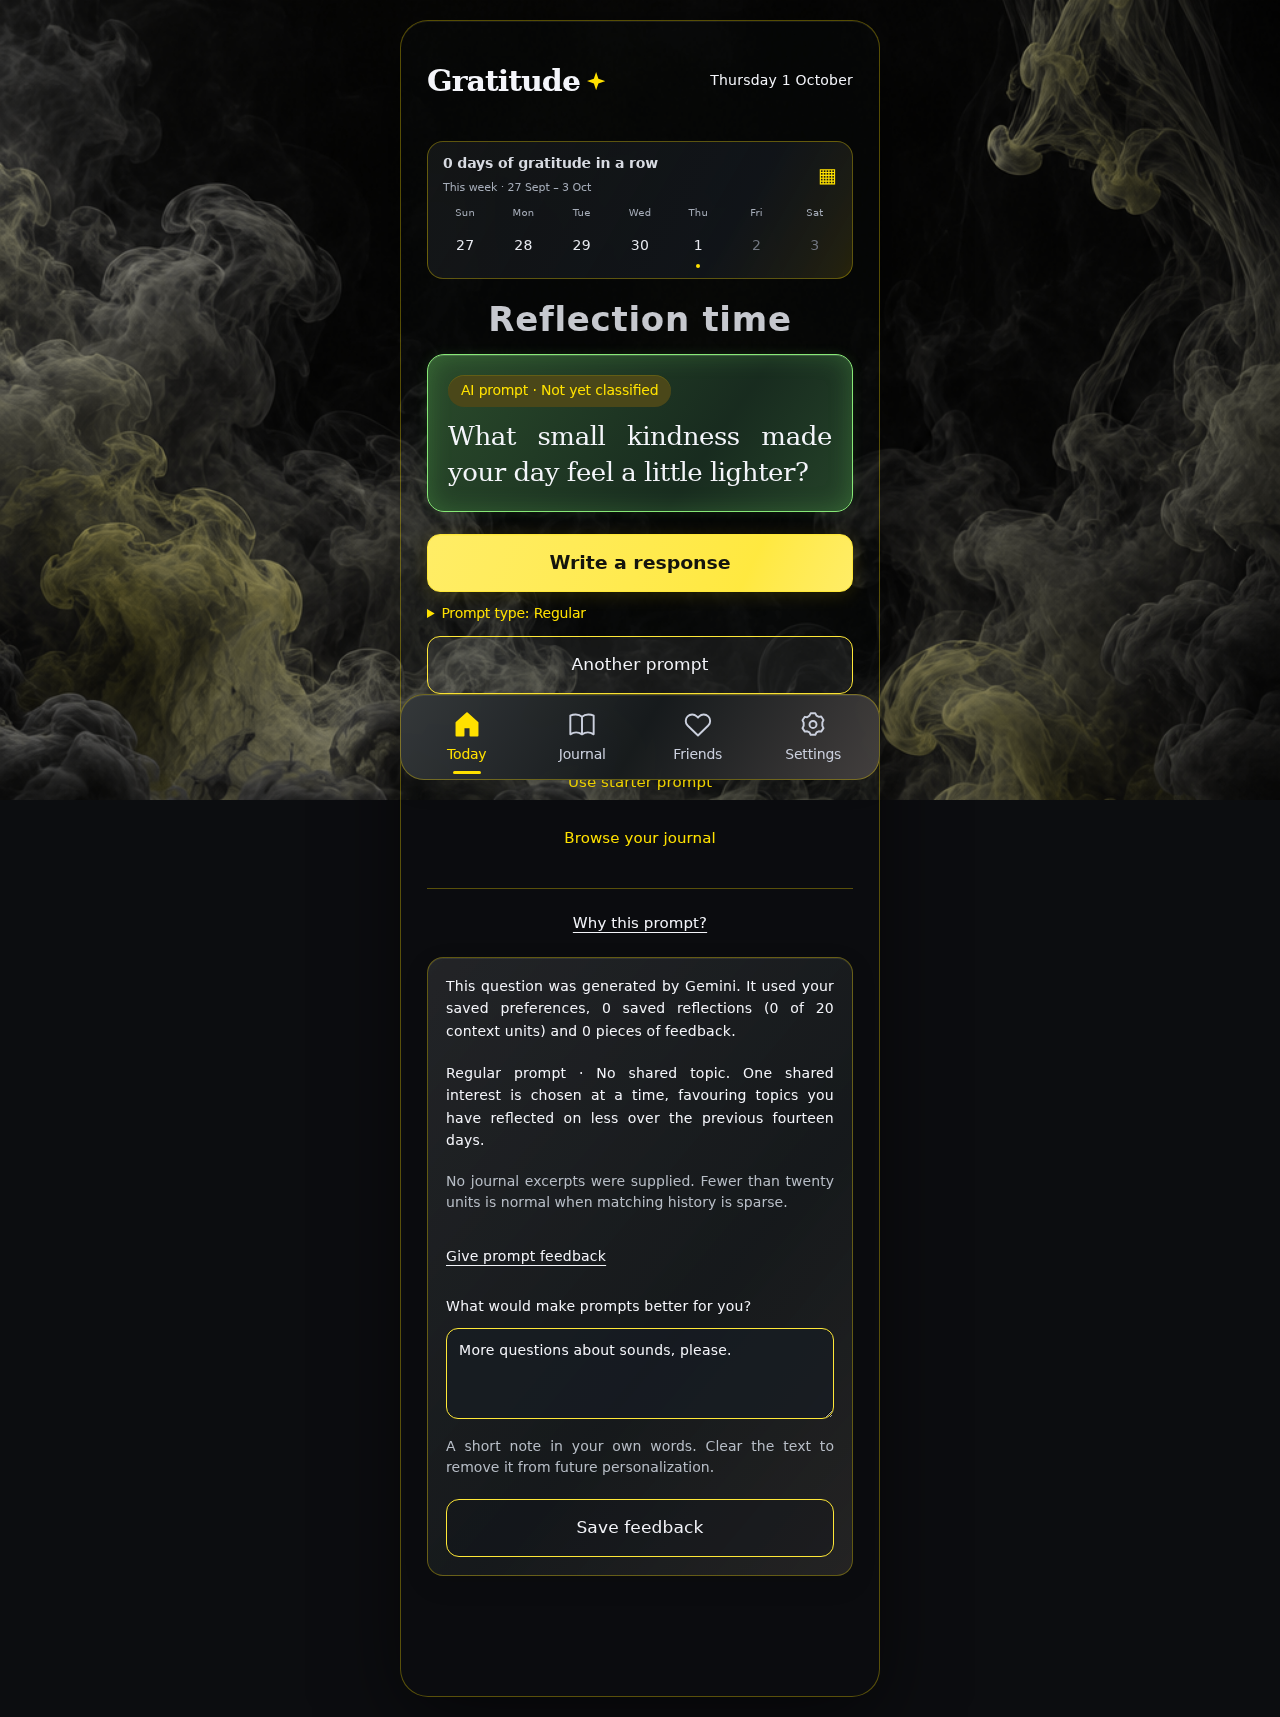 Gratitude
Thursday 1 October
0 days of gratitude in a row
This week · 27 Sept – 3 Oct
Sun Mon Tue Wed Thu Fri Sat
27 28 29 30 1 2 3
Reflection time
AI prompt · Not yet classified
What small kindness made
your day feel a little lighter?
Write a response
Prompt type: Regular
Another prompt
Today Journal Friends Settings
Use starter prompt
Browse your journal
Why this prompt?
This question was generated by Gemini. It used your
saved preferences, 0 saved reflections (0 of 20
context units) and 0 pieces of feedback.
Regular prompt · No shared topic. One shared
interest is chosen at a time, favouring topics you
have reflected on less over the previous fourteen
days.
No journal excerpts were supplied. Fewer than twenty
units is normal when matching history is sparse.
Give prompt feedback
What would make prompts better for you?
More questions about sounds, please.
A short note in your own words. Clear the text to
remove it from future personalization.
Save feedback